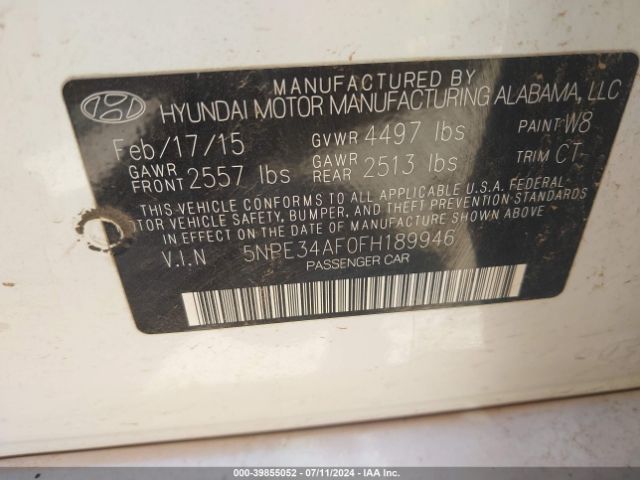 MANUFACTURED BY
HYUNDAI MOTOR MANUFACTURING ALABAMA, LLC
Feb/17/15 GVWR 4497 lbs PAINT W8
GAWR FRONT 2557 lbs GAWR REAR 2513 lbs TRIM CT
THIS VEHICLE CONFORMS TO ALL APPLICABLE U.S.A. FEDERAL
MOTOR VEHICLE SAFETY, BUMPER, AND THEFT PREVENTION
STANDARDS IN EFFECT ON THE DATE OF MANUFACTURE SHOWN ABOVE.
V.I.N 5NPE34AF0FH189946
PASSENGER CAR
000-39855052 - 07/11/2024 - IAA Inc.